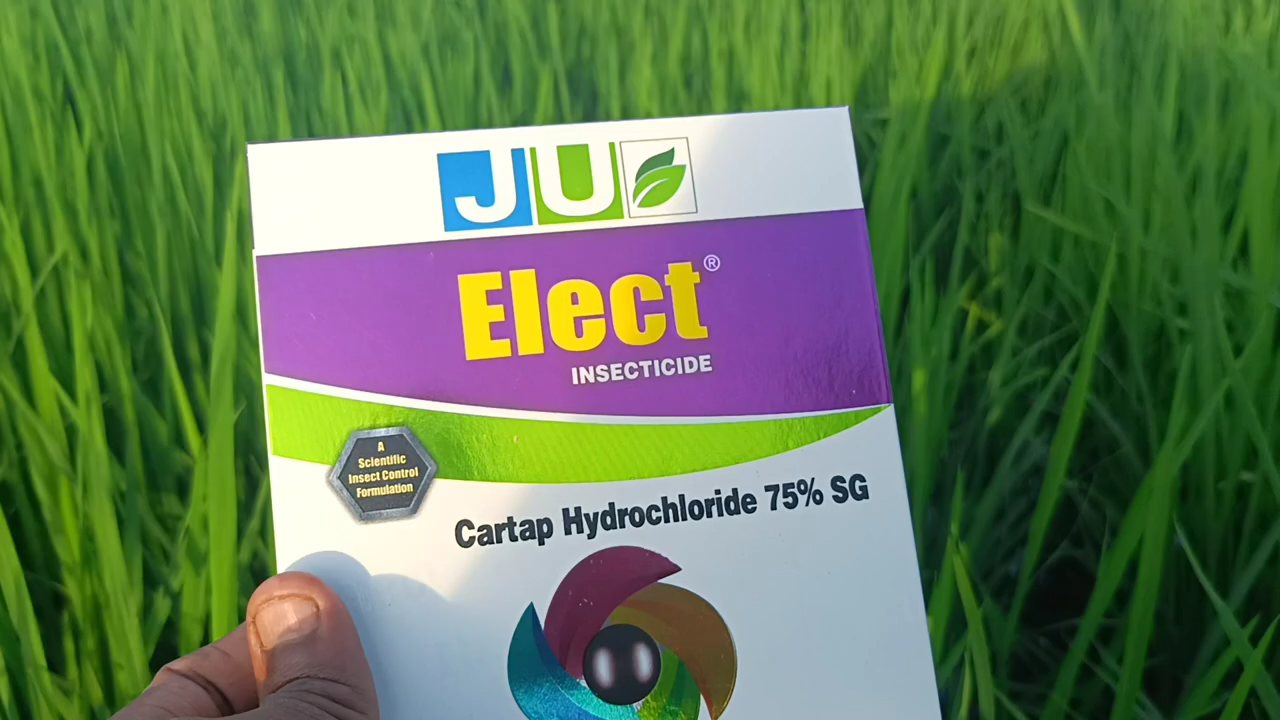 JU
Elect®
INSECTICIDE
A
Scientific
Insect Control
Formulation
Cartap Hydrochloride 75% SG